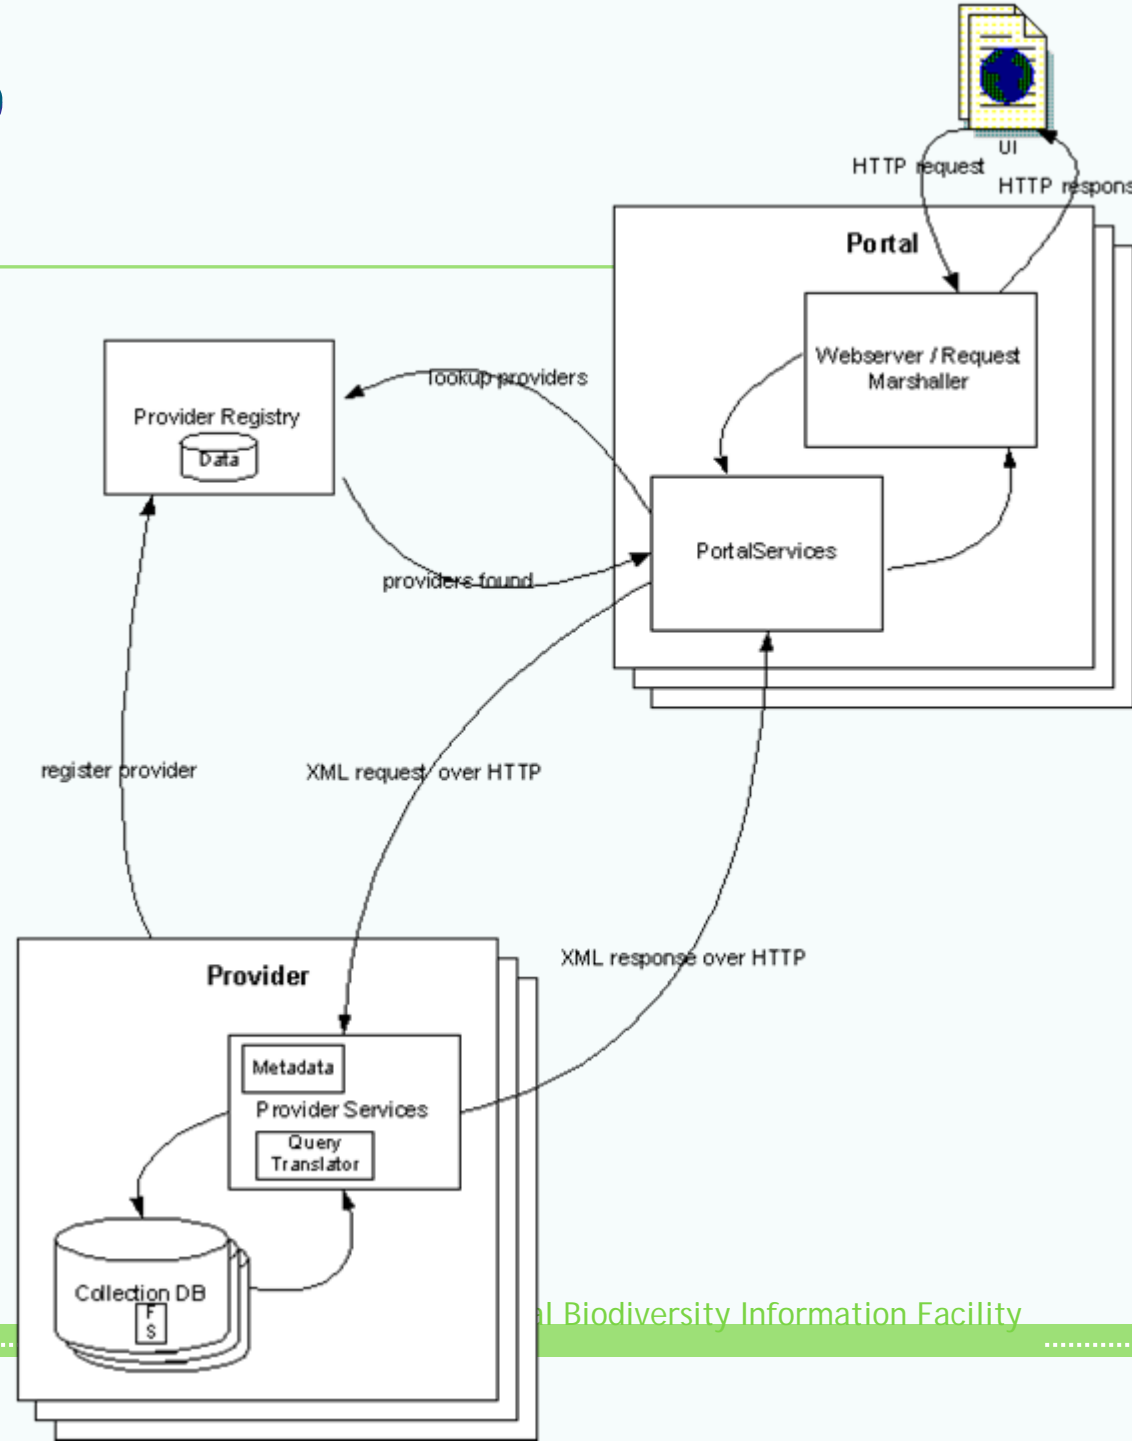 UI
HTTP request
HTTP respons
Portal
Webserver / Request
Marshaller
lookup providers
Provider Registry
Data
PortalServices
providers found
register provider
XML request over HTTP
XML response over HTTP
Provider
Metadata
Provider Services
Query
Translator
Collection DB
F
S
al Biodiversity Information Facility